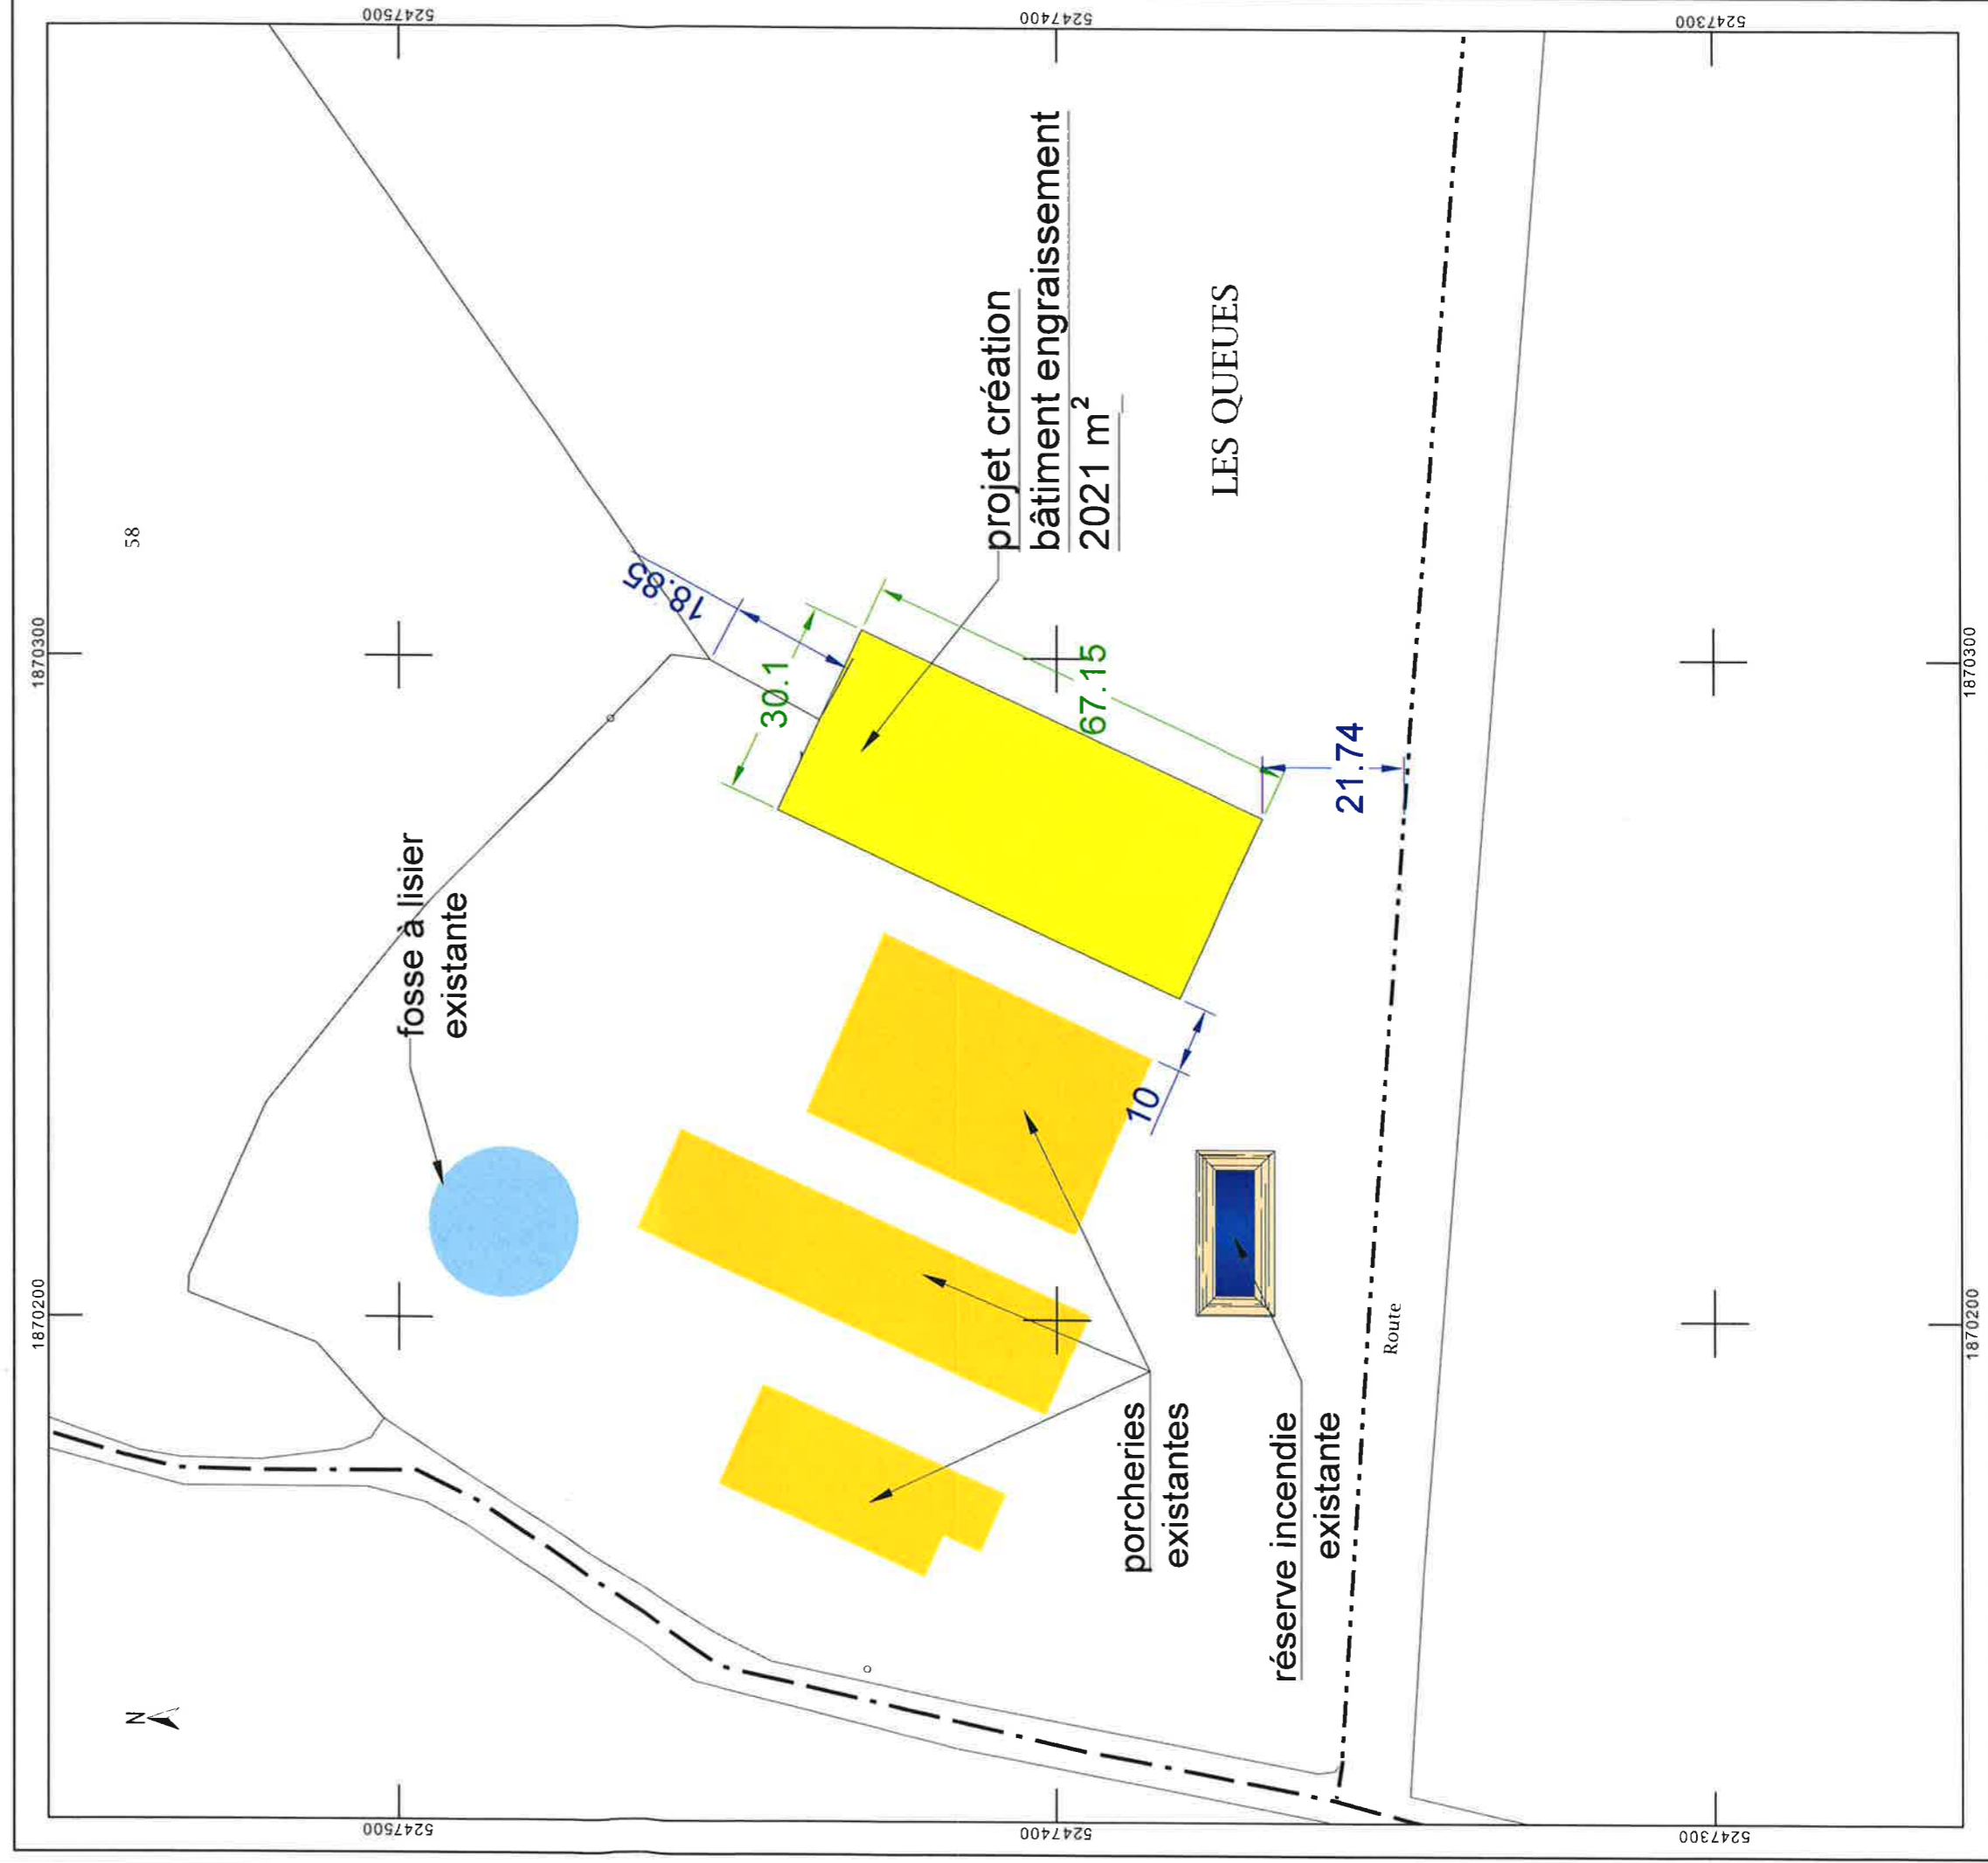 5247500
5247400
5247300
58
1870300
1870200
N
fosse à lisier
existante
18.85
30.1
67.15
21.74
10
projet création
bâtiment engraissement
2021 m²
LES QUEUES
porcheries
existantes
réserve incendie
existante
Route
1870300
1870200
5247500
5247400
5247300